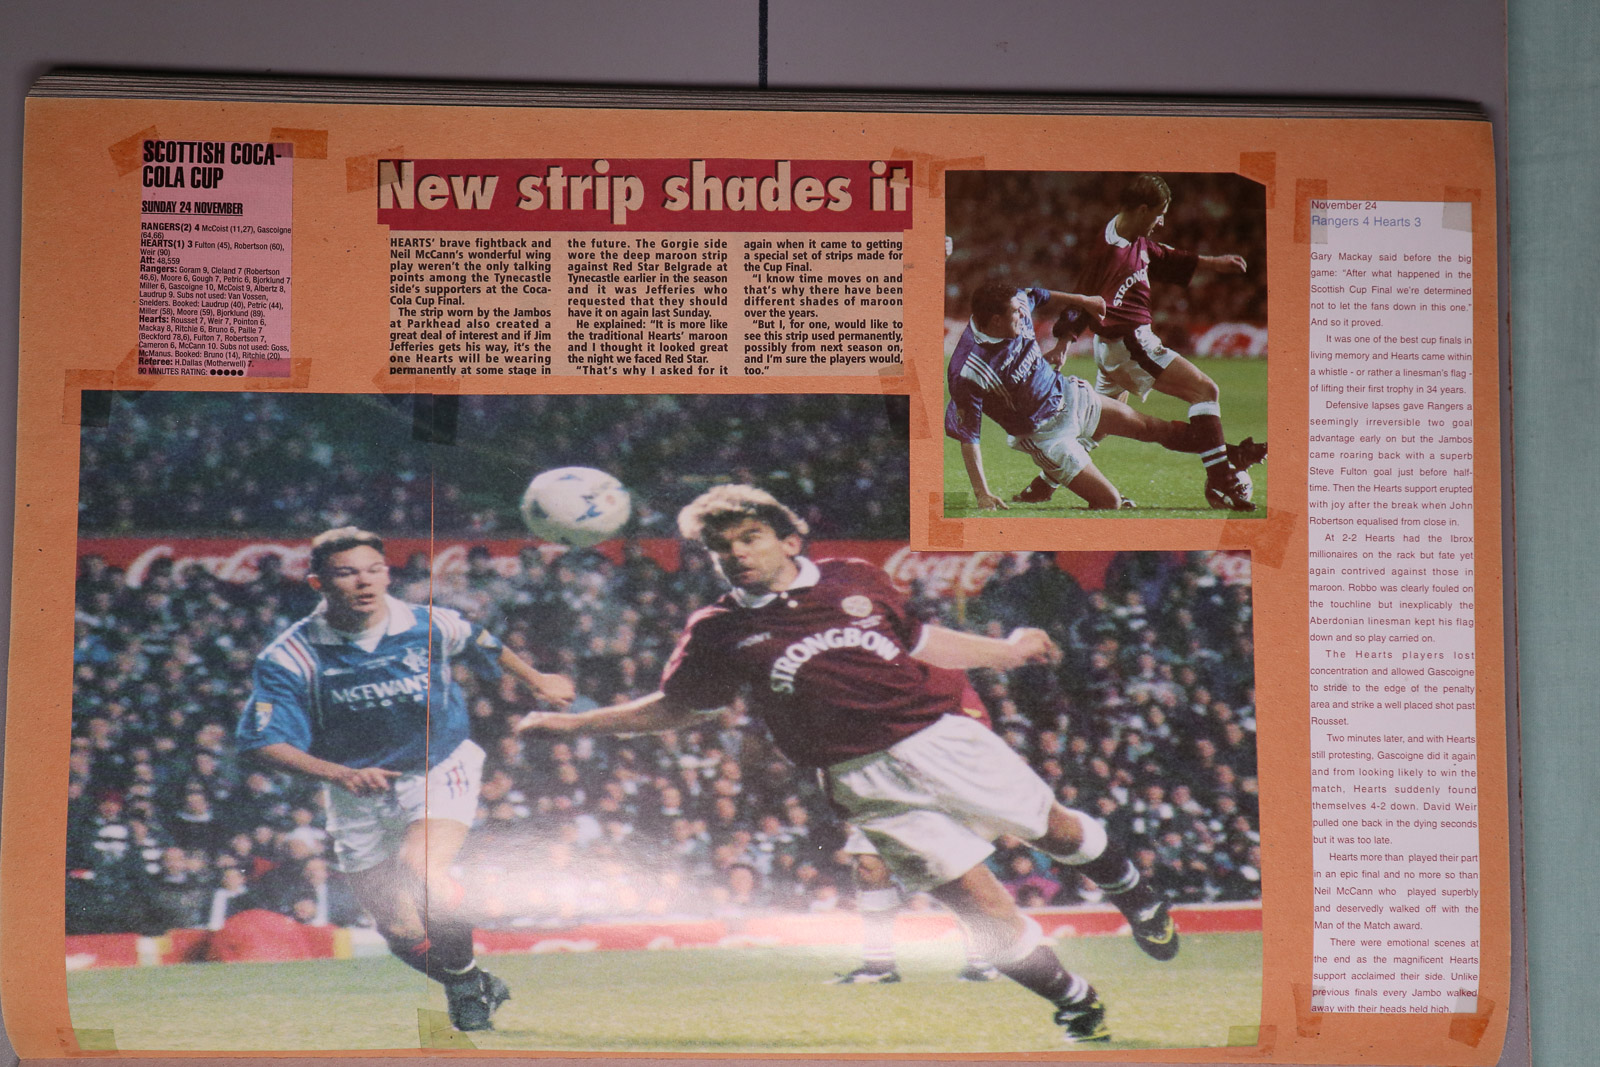 SCOTTISH COCA-
COLA CUP
SUNDAY 24 NOVEMBER
RANGERS(2) 4 McCoist (11,27), Gascoigne
(64,66)
HEARTS(1) 3 Fulton (45), Robertson (60),
Weir (90)
Att: 48,559
Rangers: Goram 9, Cleland 7 (Robertson
46,6), Moore 6, Gough 7, Petric 6, Bjorklund 7
Miller 6, Gascoigne 10, McCoist 9, Albertz 8,
Laudrup 9. Subs not used: Van Vossen,
Snelders. Booked: Laudrup (40), Petric (44),
Miller (58), Moore (59), Bjorklund (89).
Hearts: Rousset 7, Weir 7, Pointon 6,
Mackay 8, Ritchie 6, Bruno 6, Paille 7
(Beckford 78,6), Fulton 7, Robertson 7,
Cameron 6, McCann 10. Subs not used: Goss,
McManus. Booked: Bruno (14), Ritchie (20).
Referee: H.Dallas (Motherwell) 7.
90 MINUTES RATING: ●●●●●
New strip shades it
HEARTS' brave fightback and
Neil McCann's wonderful wing
play weren't the only talking
points among the Tynecastle
side's supporters at the Coca-
Cola Cup Final.
The strip worn by the Jambos
at Parkhead also created a
great deal of interest and if Jim
Jefferies gets his way, it's the
one Hearts will be wearing
permanently at some stage in
the future. The Gorgie side
wore the deep maroon strip
against Red Star Belgrade at
Tynecastle earlier in the season
and it was Jefferies who
requested that they should
have it on again last Sunday.
He explained: "It is more like
the traditional Hearts' maroon
and I thought it looked great
the night we faced Red Star.
"That's why I asked for it
again when it came to getting
a special set of strips made for
the Cup Final.
"I know time moves on and
that's why there have been
different shades of maroon
over the years.
"But I, for one, would like to
see this strip used permanently,
possibly from next season on,
and I'm sure the players would,
too."
STRONGBOW
McEWAN'S
Coca-Cola
Coca-Cola
Coca-Cola
McEWAN'S
LAGER
STRONGBOW
November 24
Rangers 4 Hearts 3
Gary Mackay said before the big
game: "After what happened in the
Scottish Cup Final we're determined
not to let the fans down in this one."
And so it proved.
It was one of the best cup finals in
living memory and Hearts came within
a whistle - or rather a linesman's flag -
of lifting their first trophy in 34 years.
Defensive lapses gave Rangers a
seemingly irreversible two goal
advantage early on but the Jambos
came roaring back with a superb
Steve Fulton goal just before half-
time. Then the Hearts support erupted
with joy after the break when John
Robertson equalised from close in.
At 2-2 Hearts had the Ibrox
millionaires on the rack but fate yet
again contrived against those in
maroon. Robbo was clearly fouled on
the touchline but inexplicably the
Aberdonian linesman kept his flag
down and so play carried on.
The Hearts players lost
concentration and allowed Gascoigne
to stride to the edge of the penalty
area and strike a well placed shot past
Rousset.
Two minutes later, and with Hearts
still protesting, Gascoigne did it again
and from looking likely to win the
match, Hearts suddenly found
themselves 4-2 down. David Weir
pulled one back in the dying seconds
but it was too late.
Hearts more than played their part
in an epic final and no more so than
Neil McCann who played superbly
and deservedly walked off with the
Man of the Match award.
There were emotional scenes at
the end as the magnificent Hearts
support acclaimed their side. Unlike
previous finals every Jambo walked
away with their heads held high.